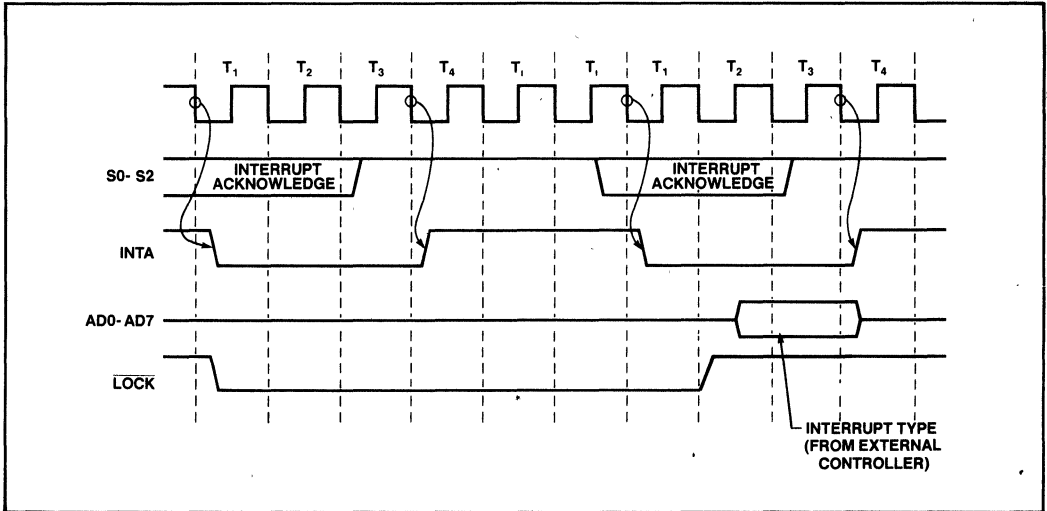 T₁ T₂ T₃ T₄ Tᵢ Tᵢ T₁ T₂ T₃ T₄
S0- S2
INTERRUPT
ACKNOWLEDGE
INTERRUPT
ACKNOWLEDGE
INTA
AD0- AD7
LOCK
INTERRUPT TYPE
(FROM EXTERNAL
CONTROLLER)